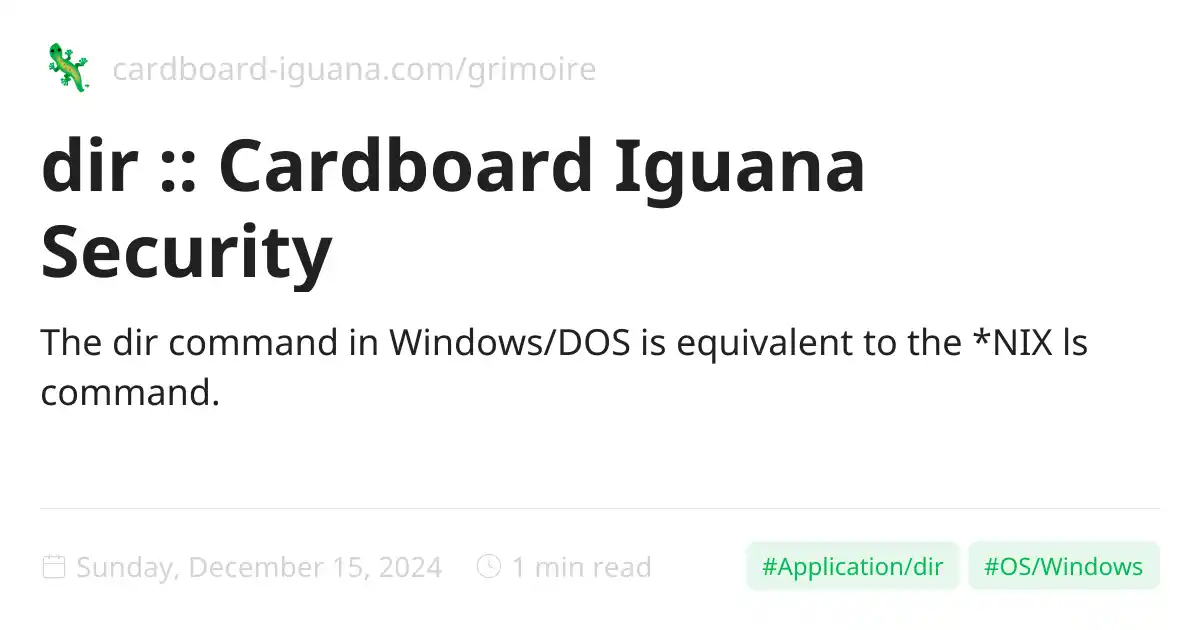 cardboard-iguana.com/grimoire
dir :: Cardboard Iguana
Security
The dir command in Windows/DOS is equivalent to the *NIX ls
command.
Sunday, December 15, 2024 1 min read #Application/dir #OS/Windows